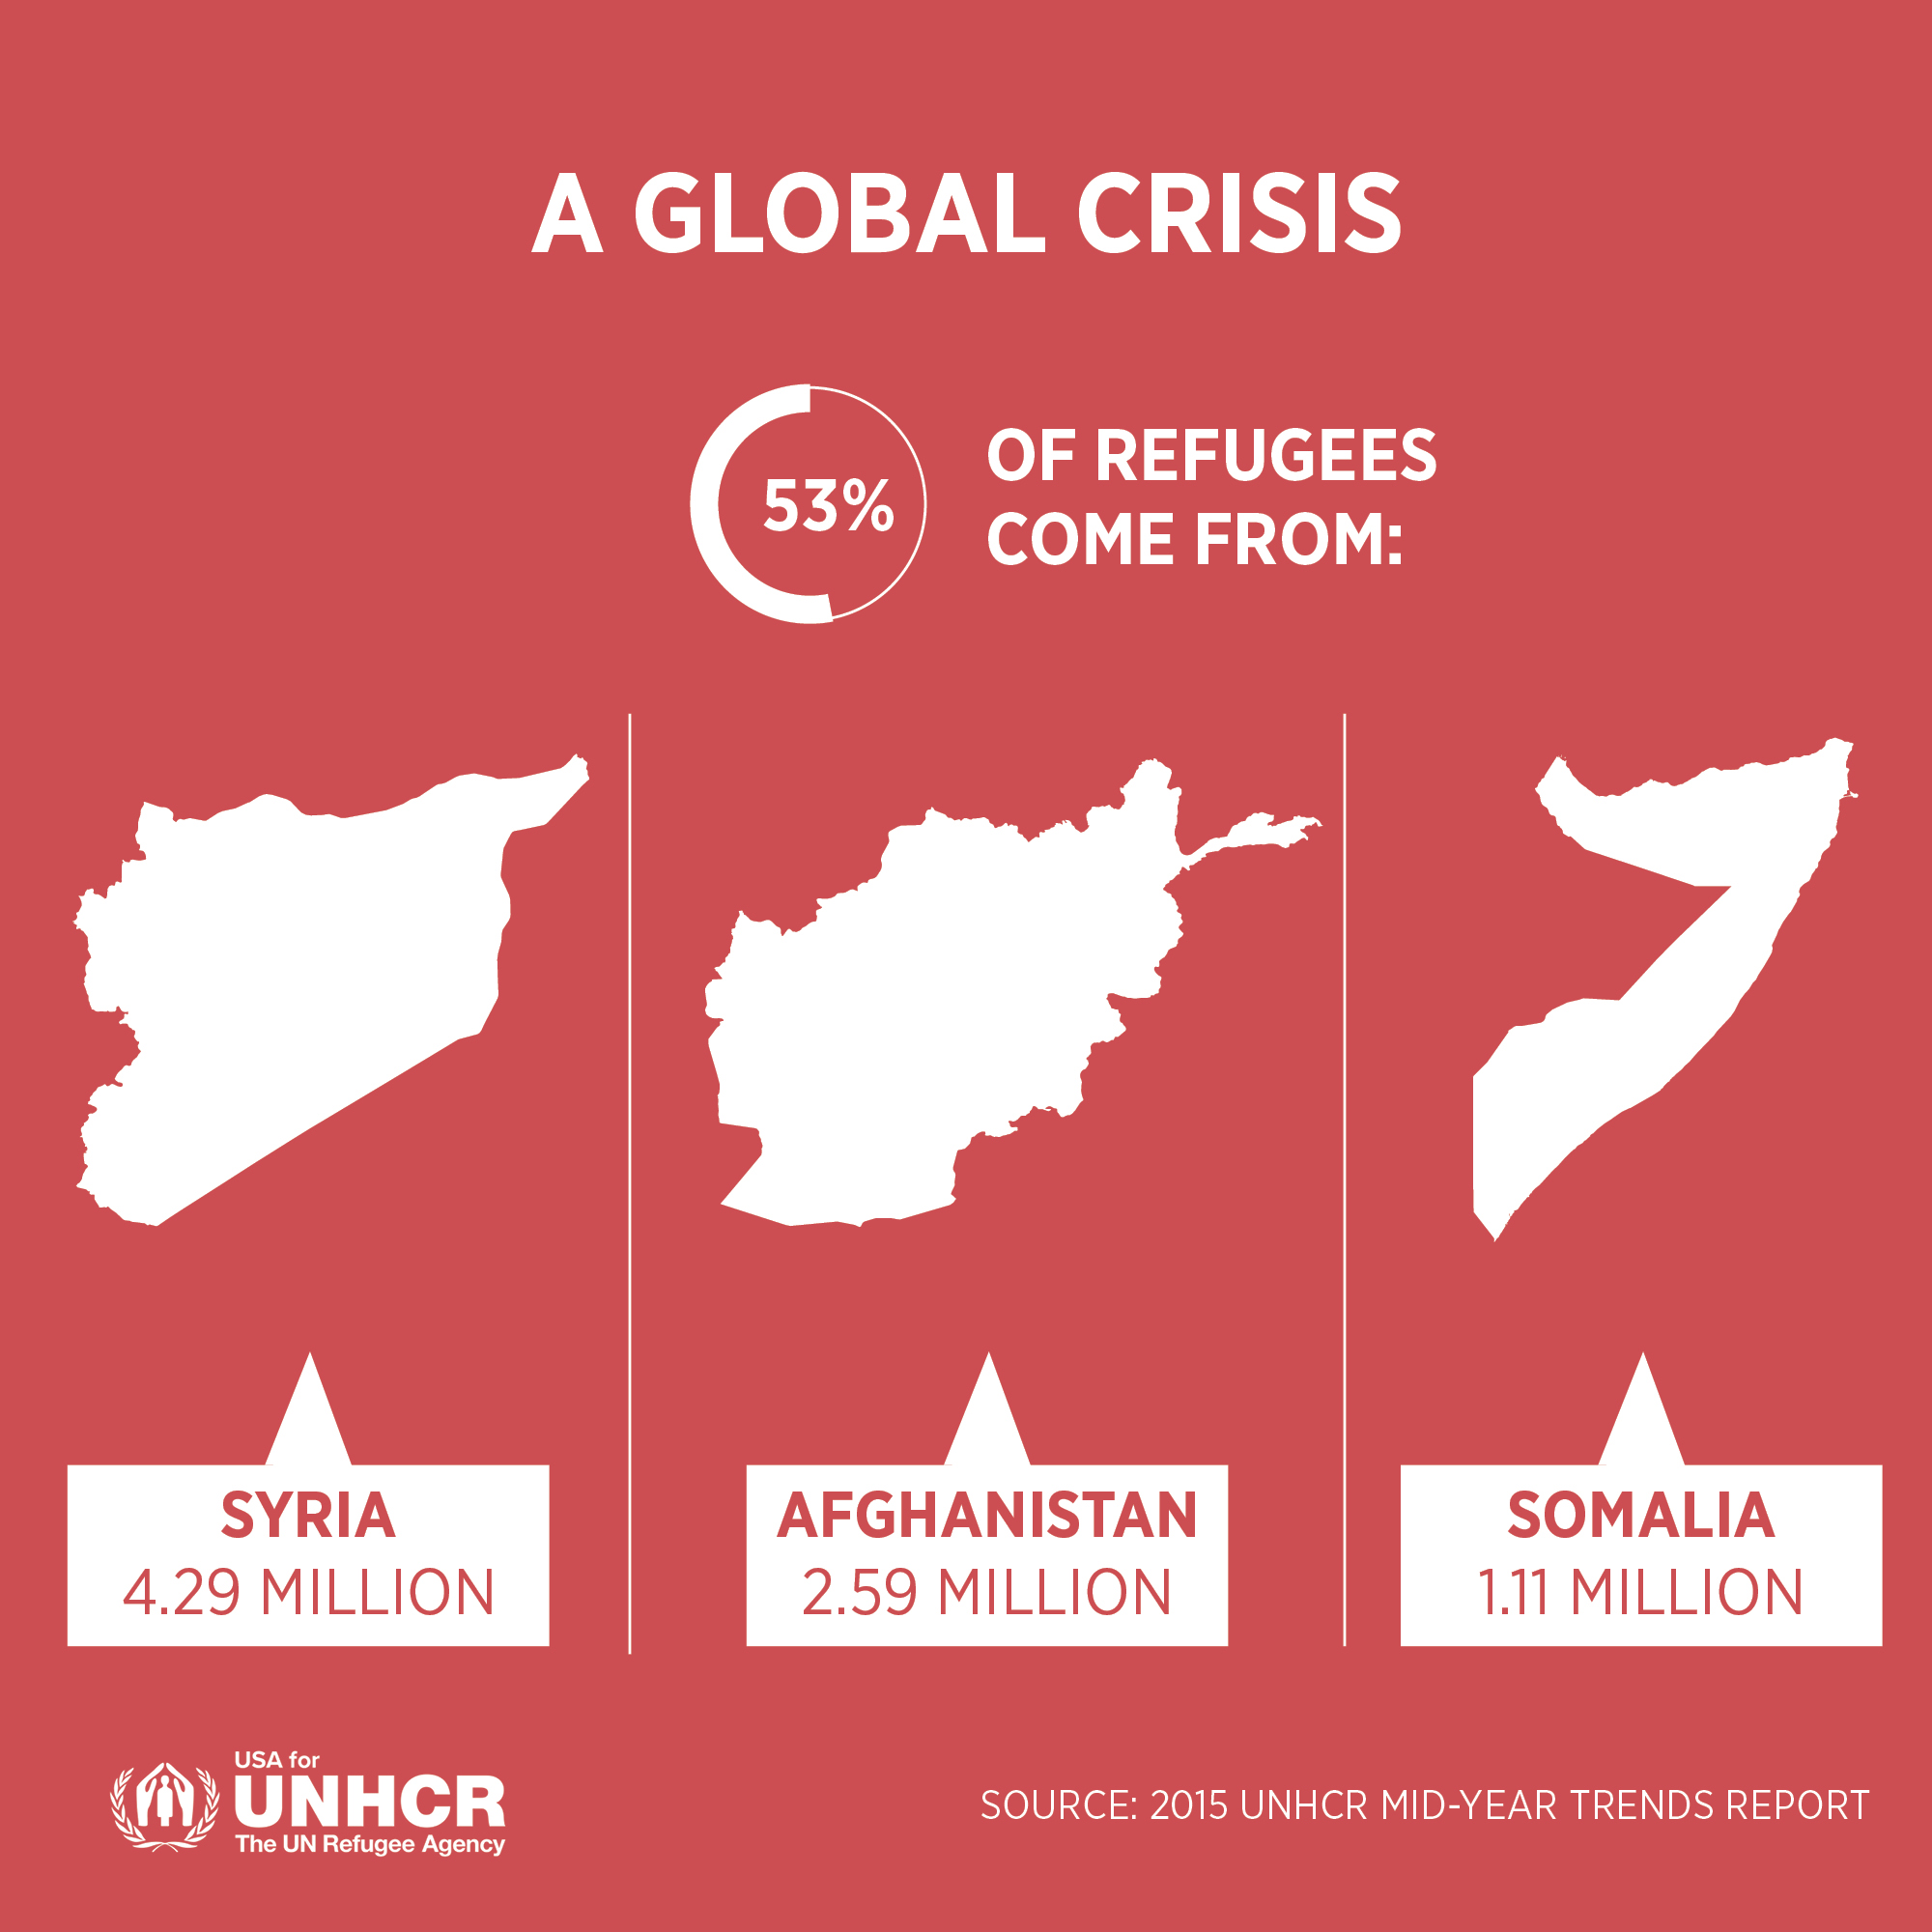 A GLOBAL CRISIS
53%
OF REFUGEES
COME FROM:
SYRIA
4.29 MILLION
AFGHANISTAN
2.59 MILLION
SOMALIA
1.11 MILLION
USA for
UNHCR
The UN Refugee Agency
SOURCE: 2015 UNHCR MID-YEAR TRENDS REPORT